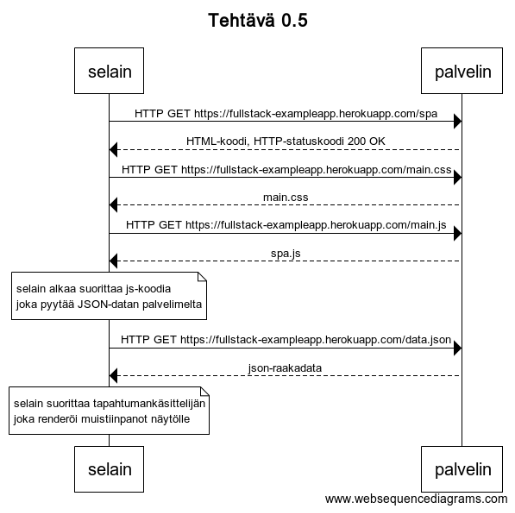 Tehtävä 0.5
selain
palvelin
HTTP GET https://fullstack-exampleapp.herokuapp.com/spa
HTML-koodi, HTTP-statuskoodi 200 OK
HTTP GET https://fullstack-exampleapp.herokuapp.com/main.css
main.css
HTTP GET https://fullstack-exampleapp.herokuapp.com/main.js
spa.js
selain alkaa suorittaa js-koodia
joka pyytää JSON-datan palvelimelta
HTTP GET https://fullstack-exampleapp.herokuapp.com/data.json
json-raakadata
selain suorittaa tapahtumankäsittelijän
joka renderöi muistiinpanot näytölle
selain
palvelin
www.websequencediagrams.com